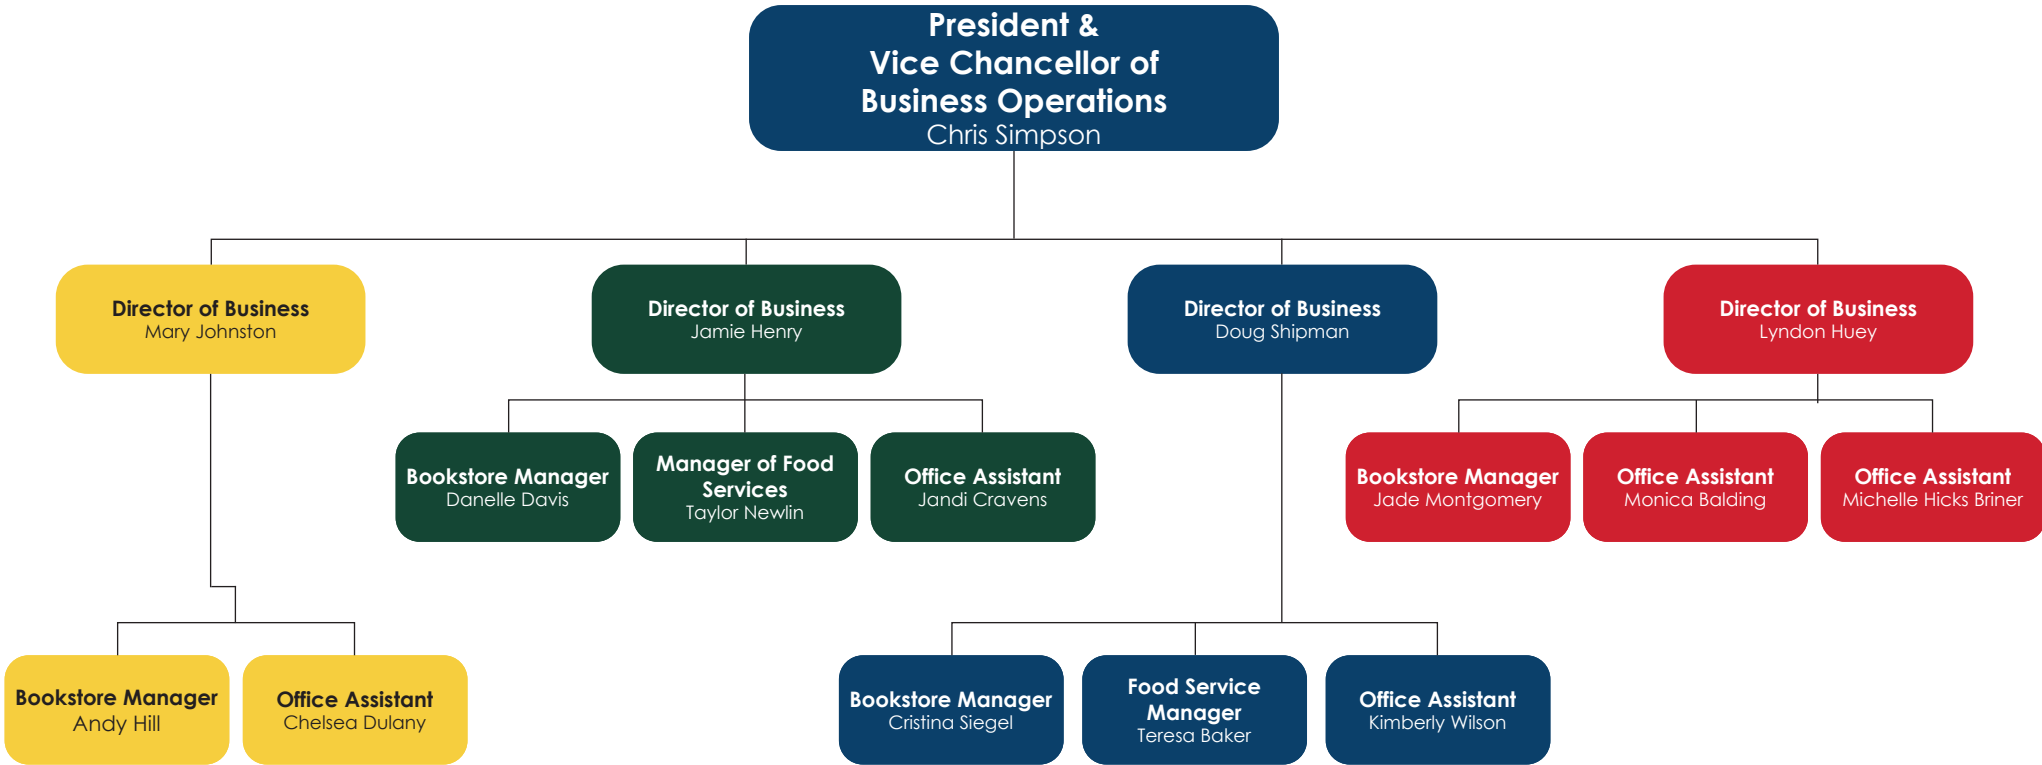 President &
Vice Chancellor of
Business Operations
Chris Simpson
Director of Business
Mary Johnston
Director of Business
Jamie Henry
Director of Business
Doug Shipman
Director of Business
Lyndon Huey
Bookstore Manager
Danelle Davis
Manager of Food
Services
Taylor Newlin
Office Assistant
Jandi Cravens
Bookstore Manager
Jade Montgomery
Office Assistant
Monica Balding
Office Assistant
Michelle Hicks Briner
Bookstore Manager
Andy Hill
Office Assistant
Chelsea Dulany
Bookstore Manager
Cristina Siegel
Food Service
Manager
Teresa Baker
Office Assistant
Kimberly Wilson